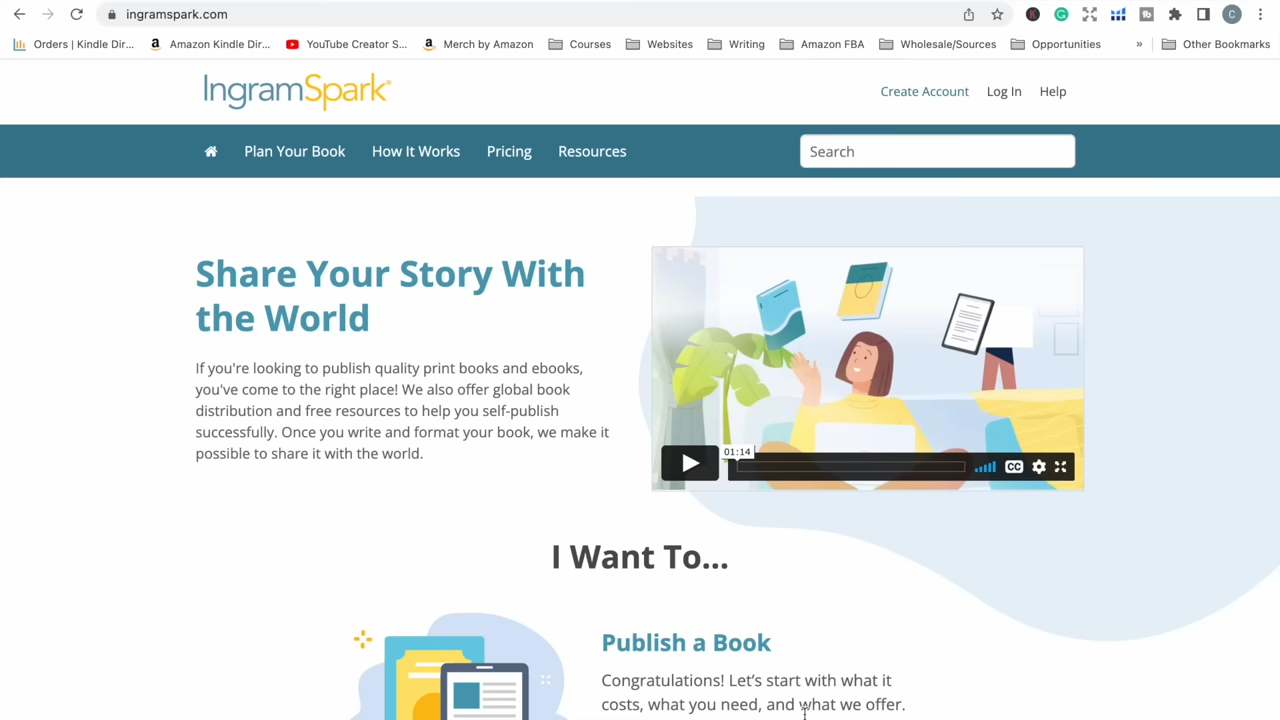 ingramspark.com
C
Orders | Kindle Dir...
Amazon Kindle Dir...
YouTube Creator S...
Merch by Amazon
Courses
Websites
Writing
Amazon FBA
Wholesale/Sources
Opportunities
»
Other Bookmarks
IngramSpark®
Create Account
Log In
Help
Plan Your Book
How It Works
Pricing
Resources
Search
Share Your Story With
the World
If you're looking to publish quality print books and ebooks,
you've come to the right place! We also offer global book
distribution and free resources to help you self-publish
successfully. Once you write and format your book, we make it
possible to share it with the world.
01:14
CC
I Want To...
Publish a Book
Congratulations! Let’s start with what it
costs, what you need, and what we offer.